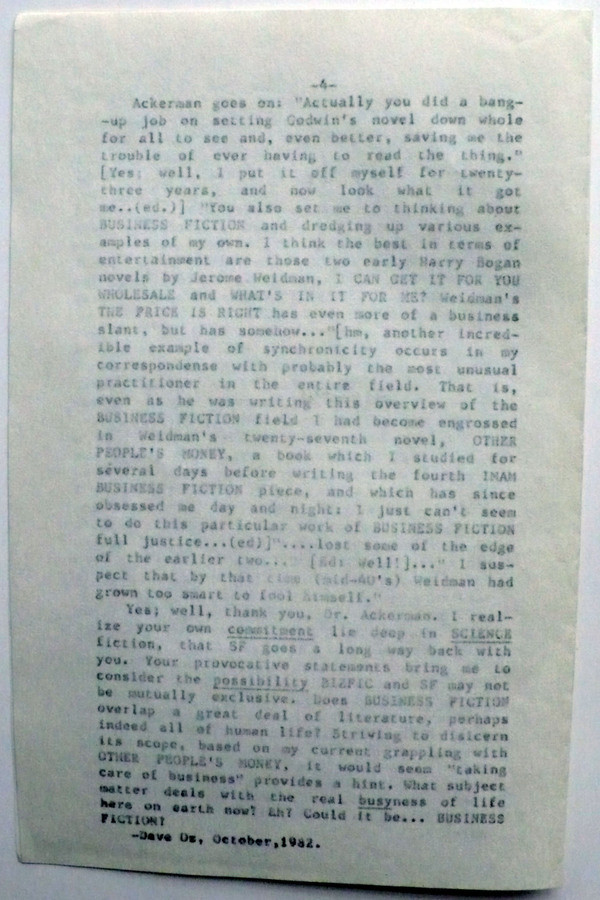 -4-
Ackerman goes on: "Actually you did a bang-
-up job on setting Godwin's novel down whole
for all to see and, even better, saving me the
trouble of ever having to read the thing."
[Yes; well, I put it off myself for twenty-
three years, and now look what it got
me..(ed.)] "You also set me to thinking about
BUSINESS FICTION and dredging up various ex-
amples of my own. I think the best in terms of
entertainment are those two early Harry Bogan
novels by Jerome Weidman, I CAN GET IT FOR YOU
WHOLESALE and WHAT'S IN IT FOR ME? Weidman's
THE PRICE IS RIGHT has even more of a business
slant, but has somehow..."[hm, another incred-
ible example of synchronicity occurs in my
correspondence with probably the most unusual
practitioner in the entire field. That is,
even as he was writing this overview of the
BUSINESS FICTION field I had become engrossed
in Weidman's twenty-seventh novel, OTHER
PEOPLE'S MONEY, a book which I studied for
several days before writing the fourth INAM
BUSINESS FICTION piece, and which has since
obsessed me day and night; I just can't seem
to do this particular work of BUSINESS FICTION
full justice...(ed)]"....lost some of the edge
of the earlier two..." [Ed: Well!]..." I sus-
pect that by that time (mid-40's) Weidman had
grown too smart to fool himself."
Yes; well, thank you, Dr. Ackerman. I real-
ize your own commitment lie deep in SCIENCE
fiction, that SF goes a long way back with
you. Your provocative statements bring me to
consider the possibility BIZFIC and SF may not
be mutually exclusive. Does BUSINESS FICTION
overlap a great deal of literature, perhaps
indeed all of human life? Striving to disicern
its scope, based on my current grappling with
OTHER PEOPLE'S MONEY, it would seem "taking
care of business" provides a hint. What subject
matter deals with the real busyness of life
here on earth now? Eh? Could it be... BUSINESS
FICTION?
-Dave Oz, October,1982.